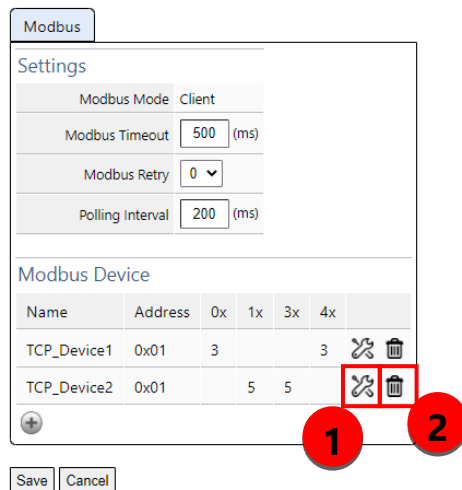 Modbus
Settings
Modbus Mode Client
Modbus Timeout 500 (ms)
Modbus Retry 0
Polling Interval 200 (ms)
Modbus Device
Name Address 0x 1x 3x 4x
TCP_Device1 0x01 3 3
TCP_Device2 0x01 5 5
1 2
Save Cancel